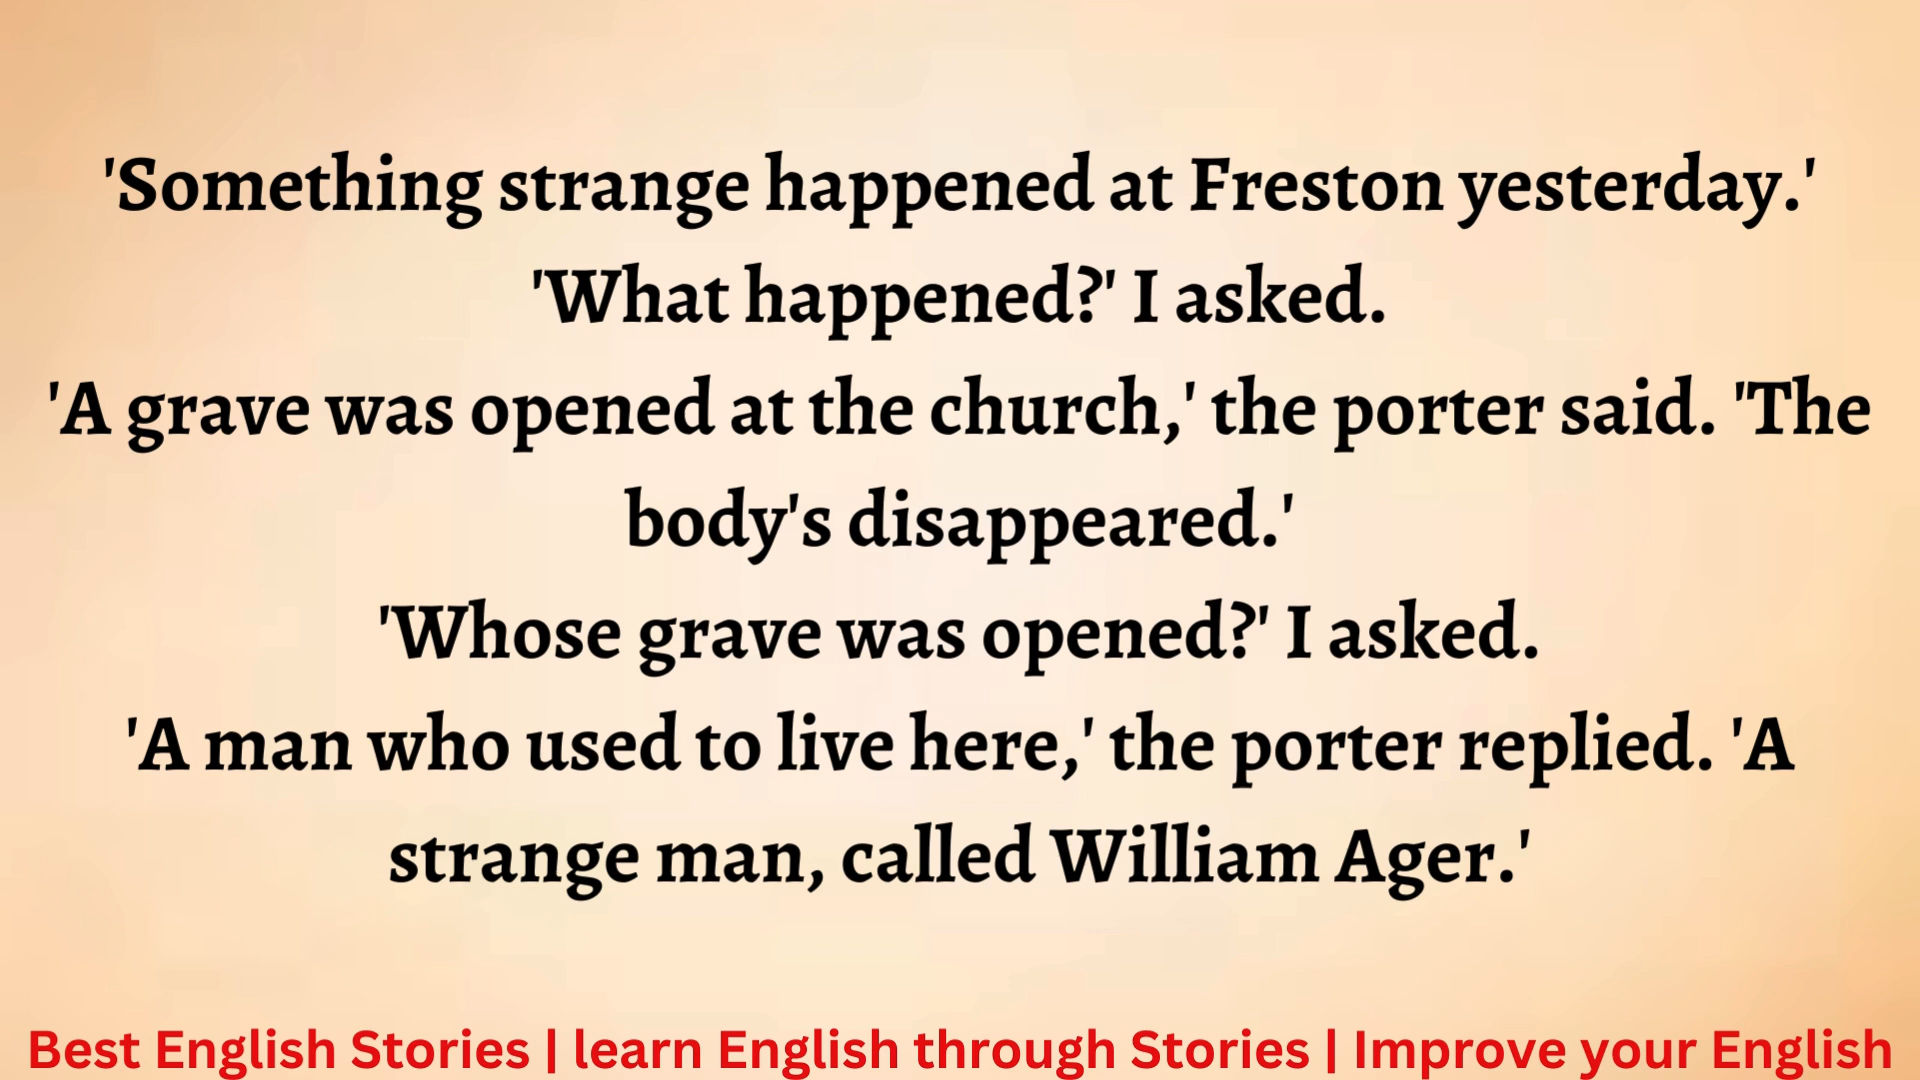 'Something strange happened at Freston yesterday.'
'What happened?' I asked.
'A grave was opened at the church,' the porter said. 'The
body's disappeared.'
'Whose grave was opened?' I asked.
'A man who used to live here,' the porter replied. 'A
strange man, called William Ager.'
Best English Stories | learn English through Stories | Improve your English